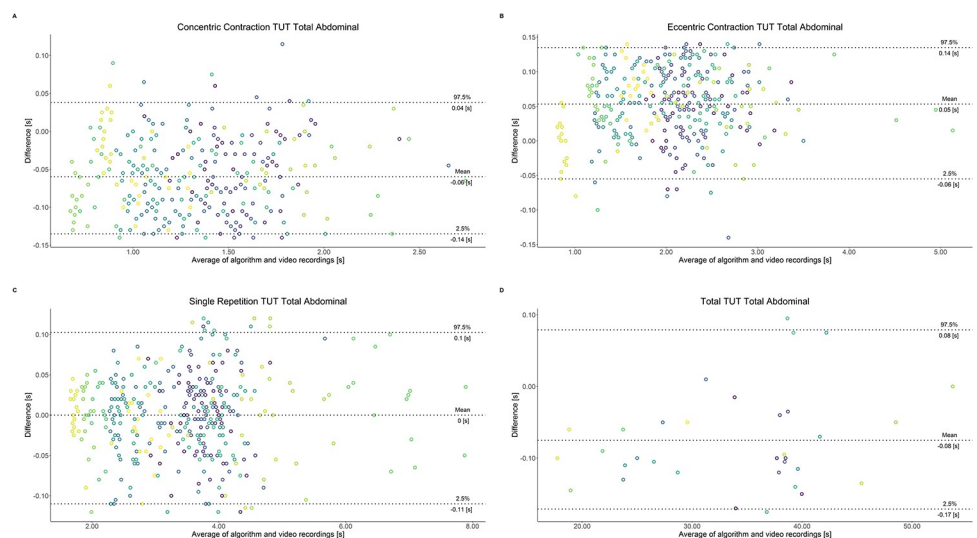 A
Concentric Contraction TUT Total Abdominal
Difference [s]
0.10
0.05
0.00
-0.05
-0.10
-0.15
97.5%
0.04 [s]
Mean
-0.06 [s]
2.5%
-0.14 [s]
1.00
1.50
2.00
2.50
Average of algorithm and video recordings [s]
B
Eccentric Contraction TUT Total Abdominal
Difference [s]
0.15
0.10
0.05
0.00
-0.05
-0.10
-0.15
97.5%
0.14 [s]
Mean
0.05 [s]
2.5%
-0.06 [s]
1.00
2.00
3.00
4.00
5.00
Average of algorithm and video recordings [s]
C
Single Repetition TUT Total Abdominal
Difference [s]
0.10
0.05
0.00
-0.05
-0.10
97.5%
0.1 [s]
Mean
0 [s]
2.5%
-0.11 [s]
2.00
4.00
6.00
8.00
Average of algorithm and video recordings [s]
D
Total TUT Total Abdominal
Difference [s]
0.10
0.00
-0.10
97.5%
0.08 [s]
Mean
-0.08 [s]
2.5%
-0.17 [s]
20.00
30.00
40.00
50.00
Average of algorithm and video recordings [s]